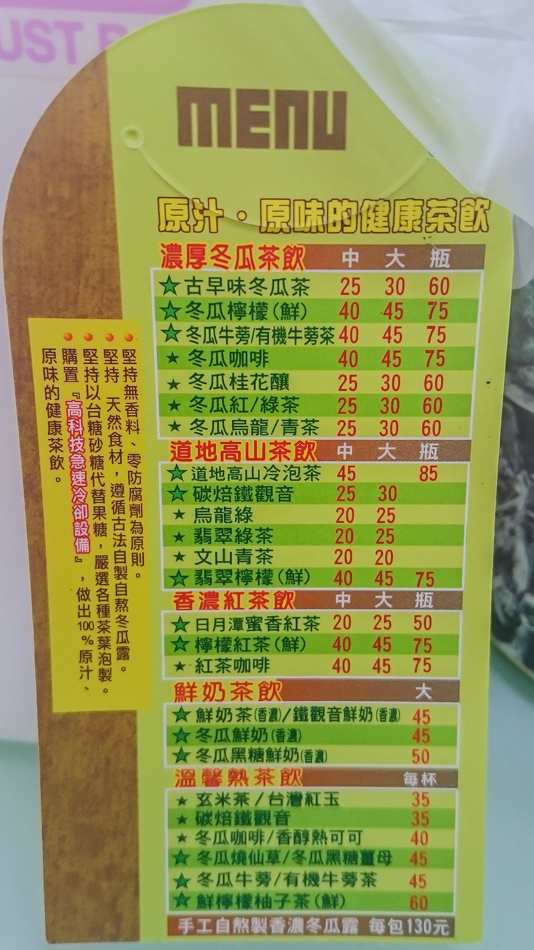 UST
MENU
原汁・原味的健康茶飲
濃厚冬瓜茶飲 中 大 瓶
★古早味冬瓜茶 25 30 60
★冬瓜檸檬(鮮) 40 45 75
★冬瓜牛蒡/有機牛蒡茶 40 45 75
★冬瓜咖啡 40 45 75
★冬瓜桂花釀 25 30 60
★冬瓜紅/綠茶 25 30 60
★冬瓜烏龍/青茶 25 30 60
道地高山茶飲 中 大 瓶
★道地高山冷泡茶 45 85
★碳焙鐵觀音 25 30
★烏龍綠 20 25
★翡翠綠茶 20 25
★文山青茶 20 20
★翡翠檸檬(鮮) 40 45 75
香濃紅茶飲 中 大 瓶
★日月潭蜜香紅茶 20 25 50
★檸檬紅茶(鮮) 40 45 75
★紅茶咖啡 40 45 75
鮮奶茶飲 大
★鮮奶茶(香濃)/鐵觀音鮮奶(香濃) 45
★冬瓜鮮奶(香濃) 45
★冬瓜黑糖鮮奶(香濃) 50
溫馨熱茶飲 每杯
★玄米茶/台灣紅玉 35
★碳焙鐵觀音 35
★冬瓜咖啡/香醇熱可可 40
★冬瓜燒仙草/冬瓜黑糖薑母 45
★冬瓜牛蒡/有機牛蒡茶 45
★鮮檸檬柚子茶(鮮) 60
手工自熬製香濃冬瓜露 每包130元
●堅持無香料、零防腐劑為原則。
●堅持 天然食材，遵循古法自製自熬冬瓜露。
●堅持以台糖砂糖代替果糖，嚴選各種茶葉泡製。
●購置『高科技急速冷卻設備』，做出100%原汁、
原味的健康茶飲。